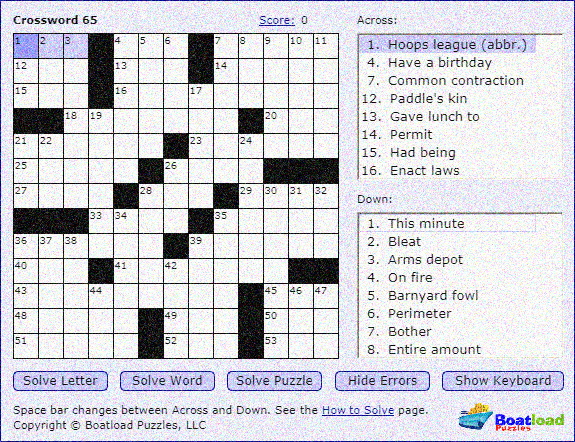 Crossword 65
Score: 0
1 2 3 4 5 6 7 8 9 10 11
12 13 14
15 16 17
18 19 20
21 22 23 24
25 26
27 28 29 30 31 32
33 34 35
36 37 38 39
40 41 42
43 44 45 46 47
48 49 50
51 52 53
Across:
1. Hoops league (abbr.)
4. Have a birthday
7. Common contraction
12. Paddle's kin
13. Gave lunch to
14. Permit
15. Had being
16. Enact laws
Down:
1. This minute
2. Bleat
3. Arms depot
4. On fire
5. Barnyard fowl
6. Perimeter
7. Bother
8. Entire amount
Solve Letter
Solve Word
Solve Puzzle
Hide Errors
Show Keyboard
Space bar changes between Across and Down. See the How to Solve page.
Copyright © Boatload Puzzles, LLC
Boatload
Puzzles